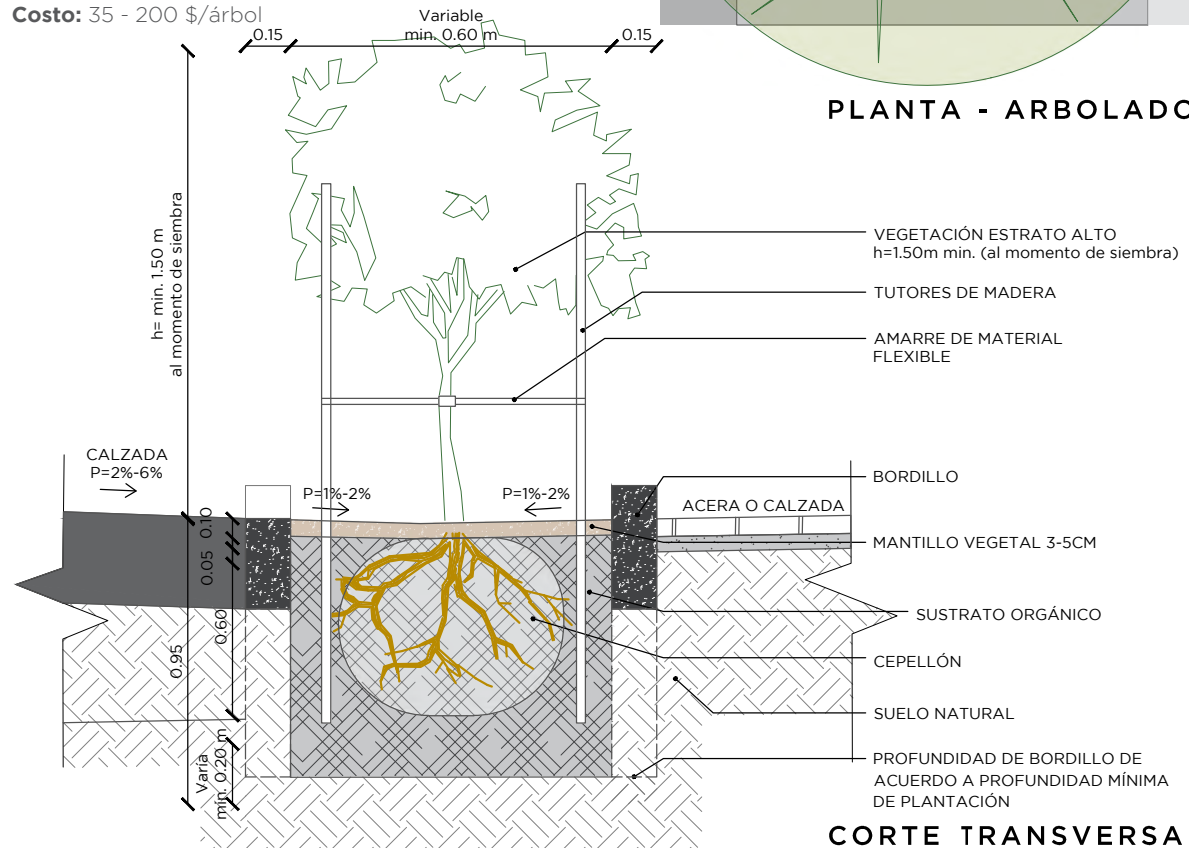 Costo: 35 - 200 $/árbol
Variable
min. 0.60 m
0.15
0.15
PLANTA - ARBOLADO
h= min. 1.50 m
al momento de siembra
VEGETACIÓN ESTRATO ALTO
h=1.50m min. (al momento de siembra)
TUTORES DE MADERA
AMARRE DE MATERIAL
FLEXIBLE
CALZADA
P=2%-6%
P=1%-2%
P=1%-2%
BORDILLO
ACERA O CALZADA
0.10
MANTILLO VEGETAL 3-5CM
0.05
SUSTRATO ORGÁNICO
0.60
0.95
CEPELLÓN
SUELO NATURAL
Varía
min. 0.20 m
PROFUNDIDAD DE BORDILLO DE
ACUERDO A PROFUNDIDAD MÍNIMA
DE PLANTACIÓN
CORTE TRANSVERSA